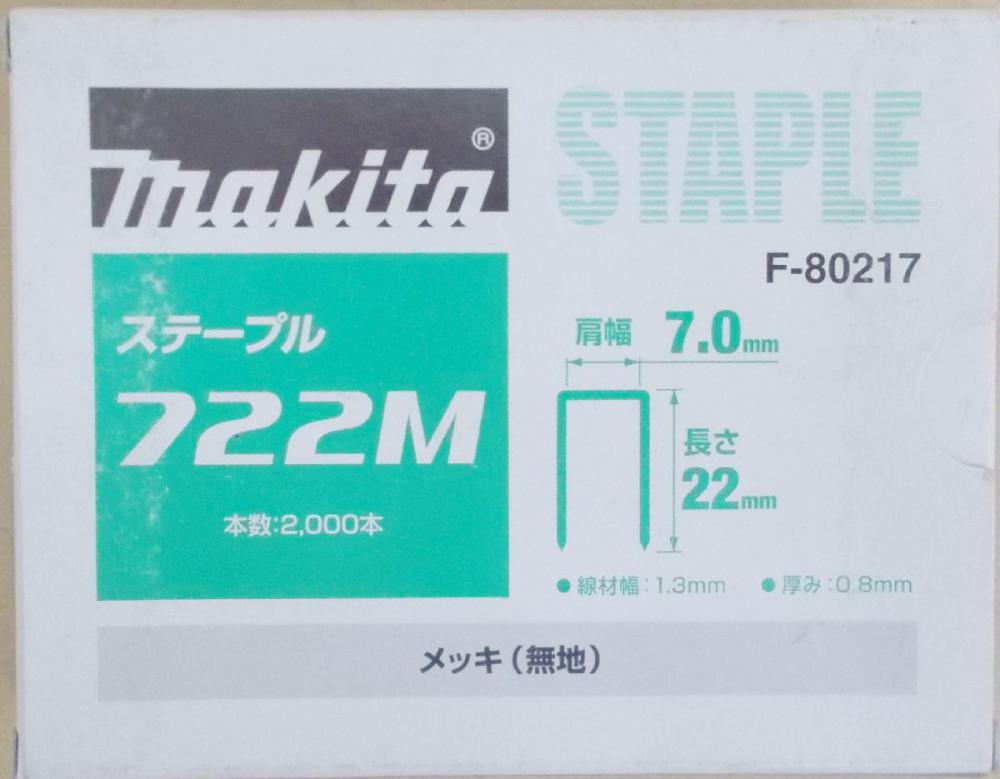 makita®
STAPLE
F-80217
ステープル
722M
本数:2,000本
肩幅 7.0mm
長さ
22mm
●線材幅:1.3mm ●厚み:0.8mm
メッキ(無地)